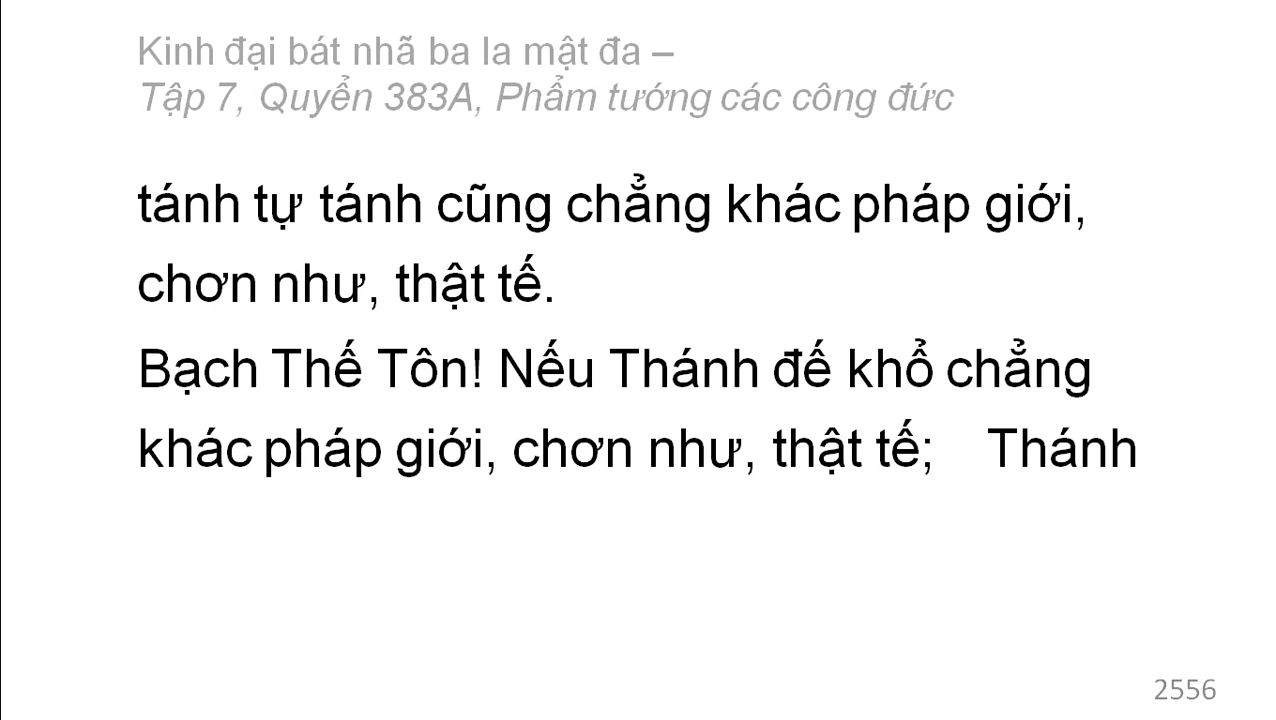 Kinh đại bát nhã ba la mật đa –
Tập 7, Quyển 383A, Phẩm tướng các công đức
tánh tự tánh cũng chẳng khác pháp giới,
chơn như, thật tế.
Bạch Thế Tôn! Nếu Thánh đế khổ chẳng
khác pháp giới, chơn như, thật tế; Thánh
2556